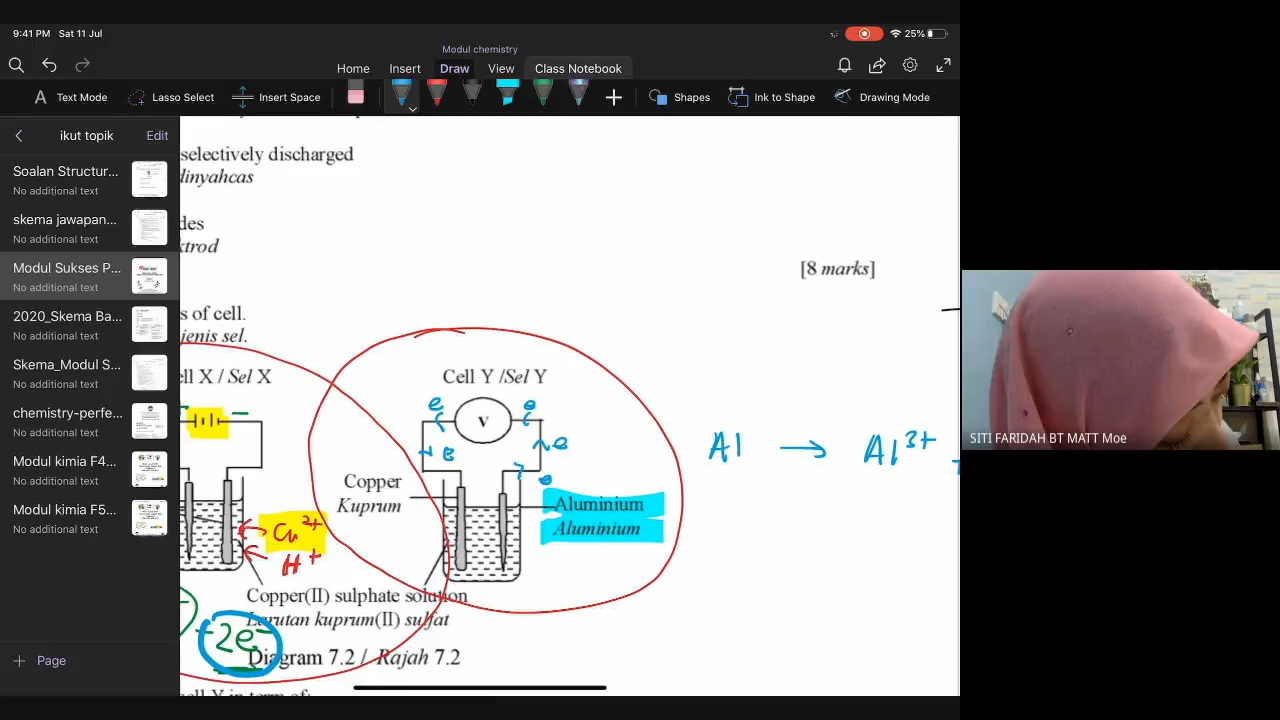 9:41 PM Sat 11 Jul
25%
Modul chemistry
Home Insert Draw View Class Notebook
A Text Mode Lasso Select Insert Space Shapes Ink to Shape Drawing Mode
ikut topik Edit
Soalan Structur...
No additional text
skema jawapan...
No additional text
Modul Sukses P...
No additional text
2020_Skema Ba...
No additional text
Skema_Modul S...
No additional text
chemistry-perfe...
No additional text
Modul kimia F4...
No additional text
Modul kimia F5...
No additional text
Page
selectively discharged
dinyahcas
des
ktrod
[8 marks]
s of cell.
jenis sel.
ell X / Sel X
Cell Y /Sel Y
e e
V
e
e
Al → Al³⁺
Copper
Kuprum
Aluminium
Aluminium
Cu²⁺
H⁺
Copper(II) sulphate solution
Larutan kuprum(II) sulfat
2e⁻
Diagram 7.2 / Rajah 7.2
cell Y in term of:
SITI FARIDAH BT MATT Moe